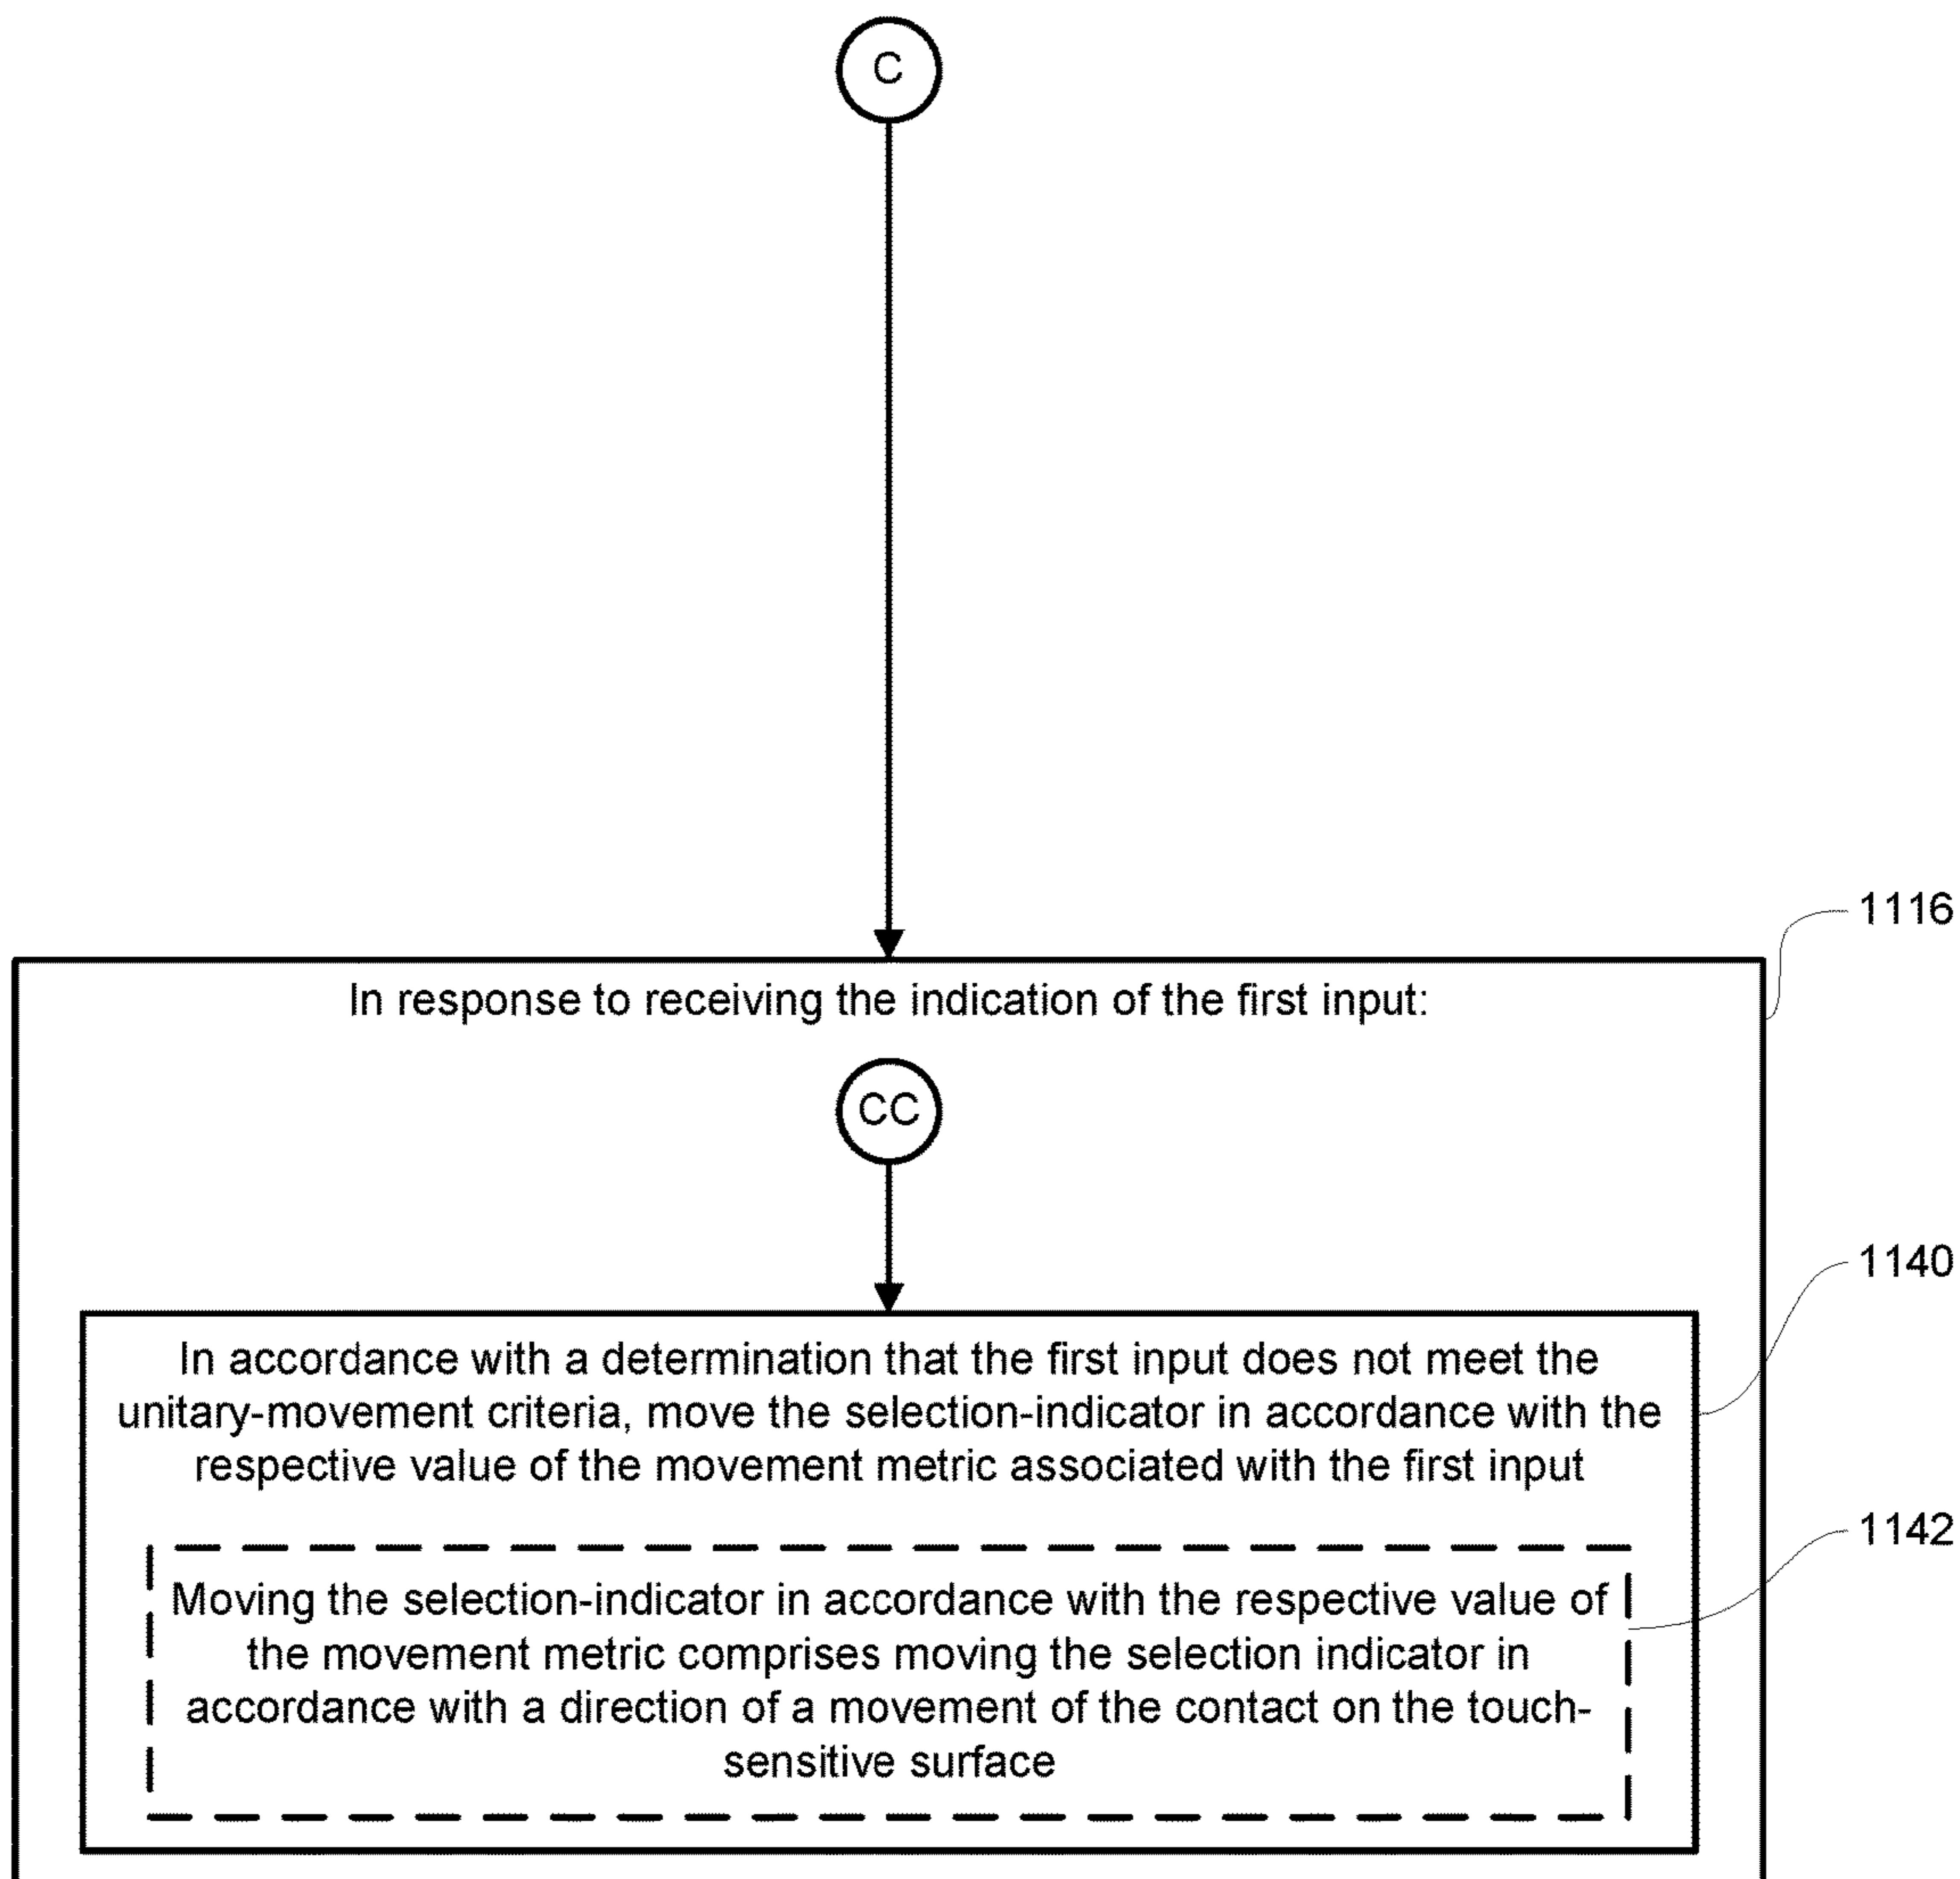 C
1116
In response to receiving the indication of the first input:
CC
1140
In accordance with a determination that the first input does not meet the
unitary-movement criteria, move the selection-indicator in accordance with the
respective value of the movement metric associated with the first input
1142
Moving the selection-indicator in accordance with the respective value of
the movement metric comprises moving the selection indicator in
accordance with a direction of a movement of the contact on the touch-
sensitive surface